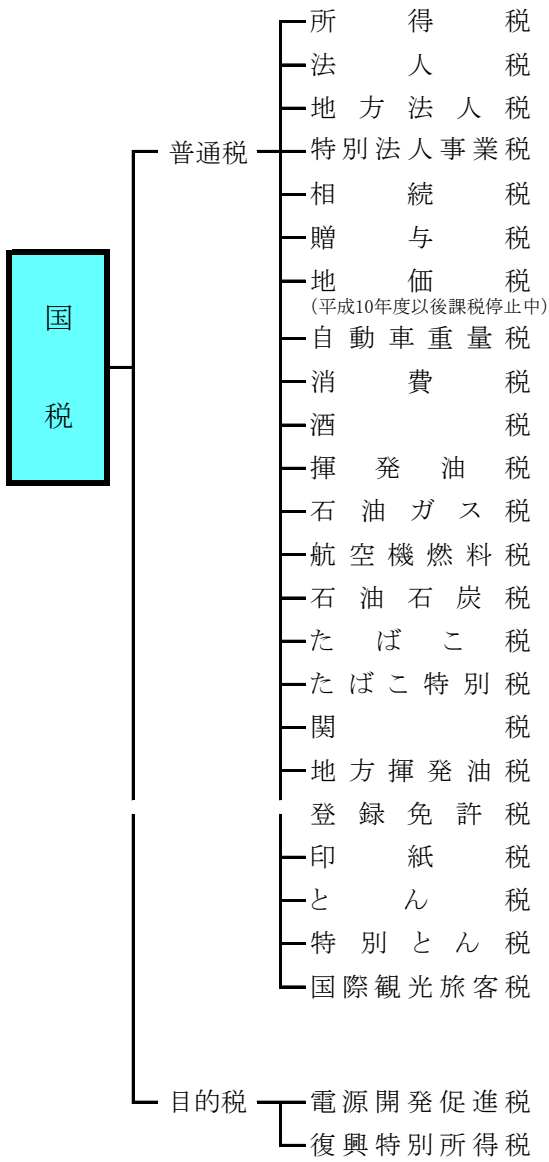 国税
普通税
所得税
法人税
地方法人税
特別法人事業税
相続税
贈与税
地価税
(平成10年度以後課税停止中)
自動車重量税
消費税
酒税
揮発油税
石油ガス税
航空機燃料税
石油石炭税
たばこ税
たばこ特別税
関税
地方揮発油税
登録免許税
印紙税
とん税
特別とん税
国際観光旅客税
目的税
電源開発促進税
復興特別所得税